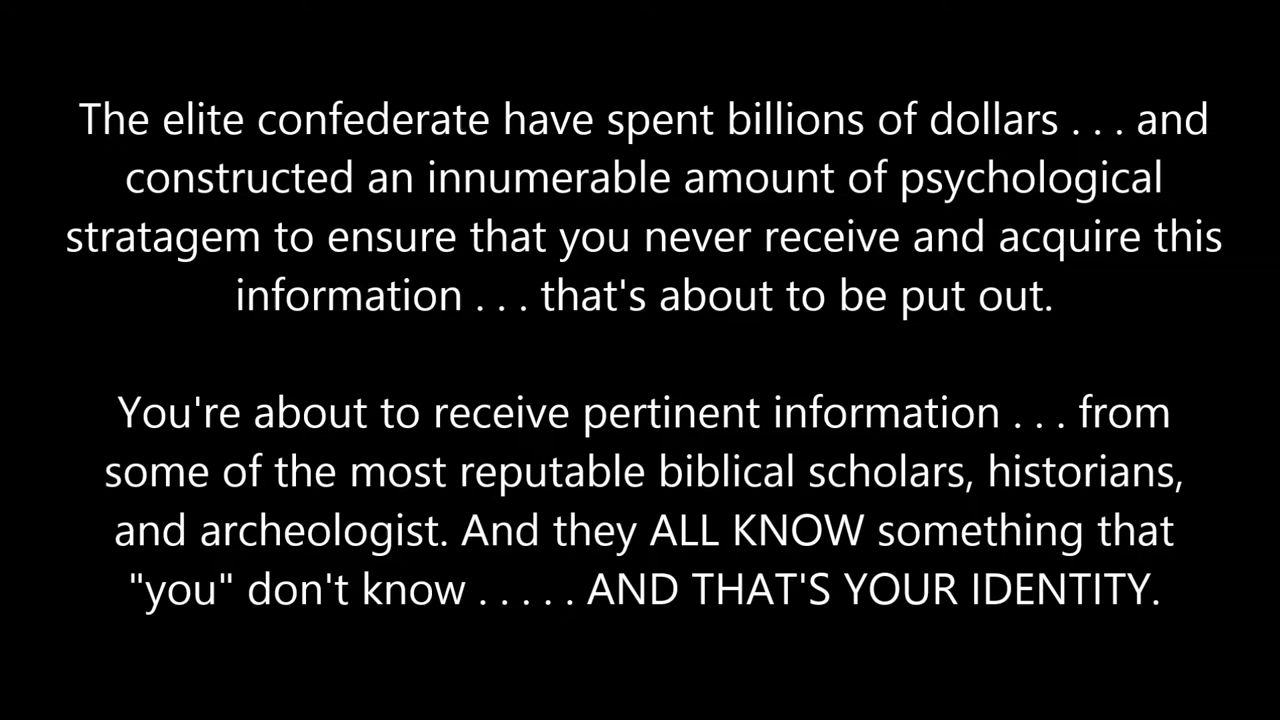 The elite confederate have spent billions of dollars . . . and
constructed an innumerable amount of psychological
stratagem to ensure that you never receive and acquire this
information . . . that's about to be put out.
You're about to receive pertinent information . . . from
some of the most reputable biblical scholars, historians,
and archeologist. And they ALL KNOW something that
"you" don't know . . . . . AND THAT'S YOUR IDENTITY.